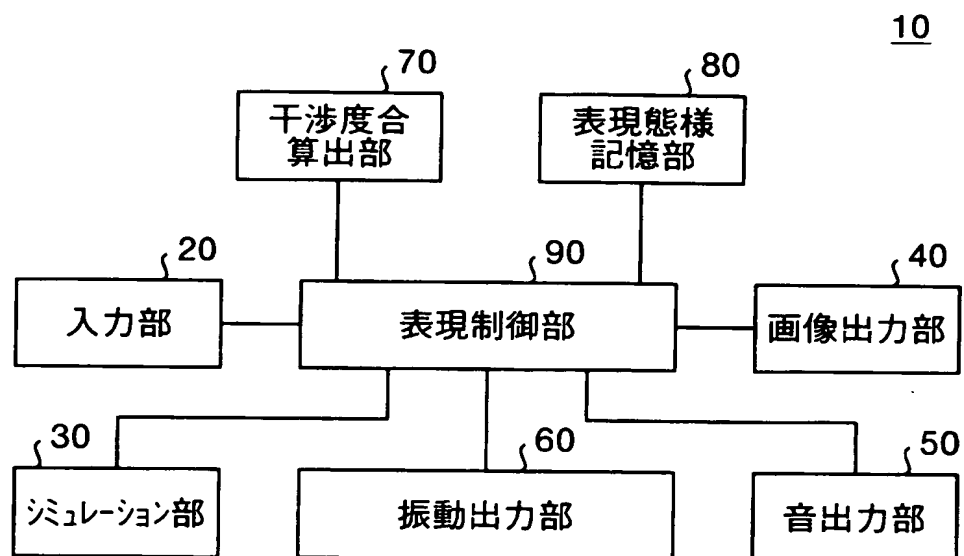 10
70
80
干渉度合
算出部
表現態様
記憶部
20
90
40
入力部
表現制御部
画像出力部
30
60
50
シミュレーション部
振動出力部
音出力部